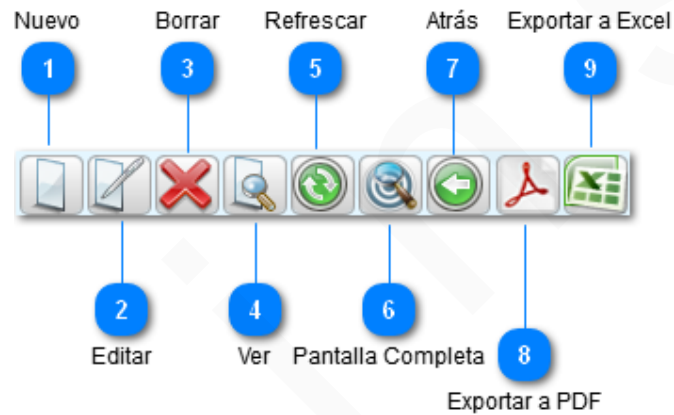 Nuevo Borrar Refrescar Atrás Exportar a Excel
1 3 5 7 9
2 4 6 8
Editar Ver Pantalla Completa
Exportar a PDF